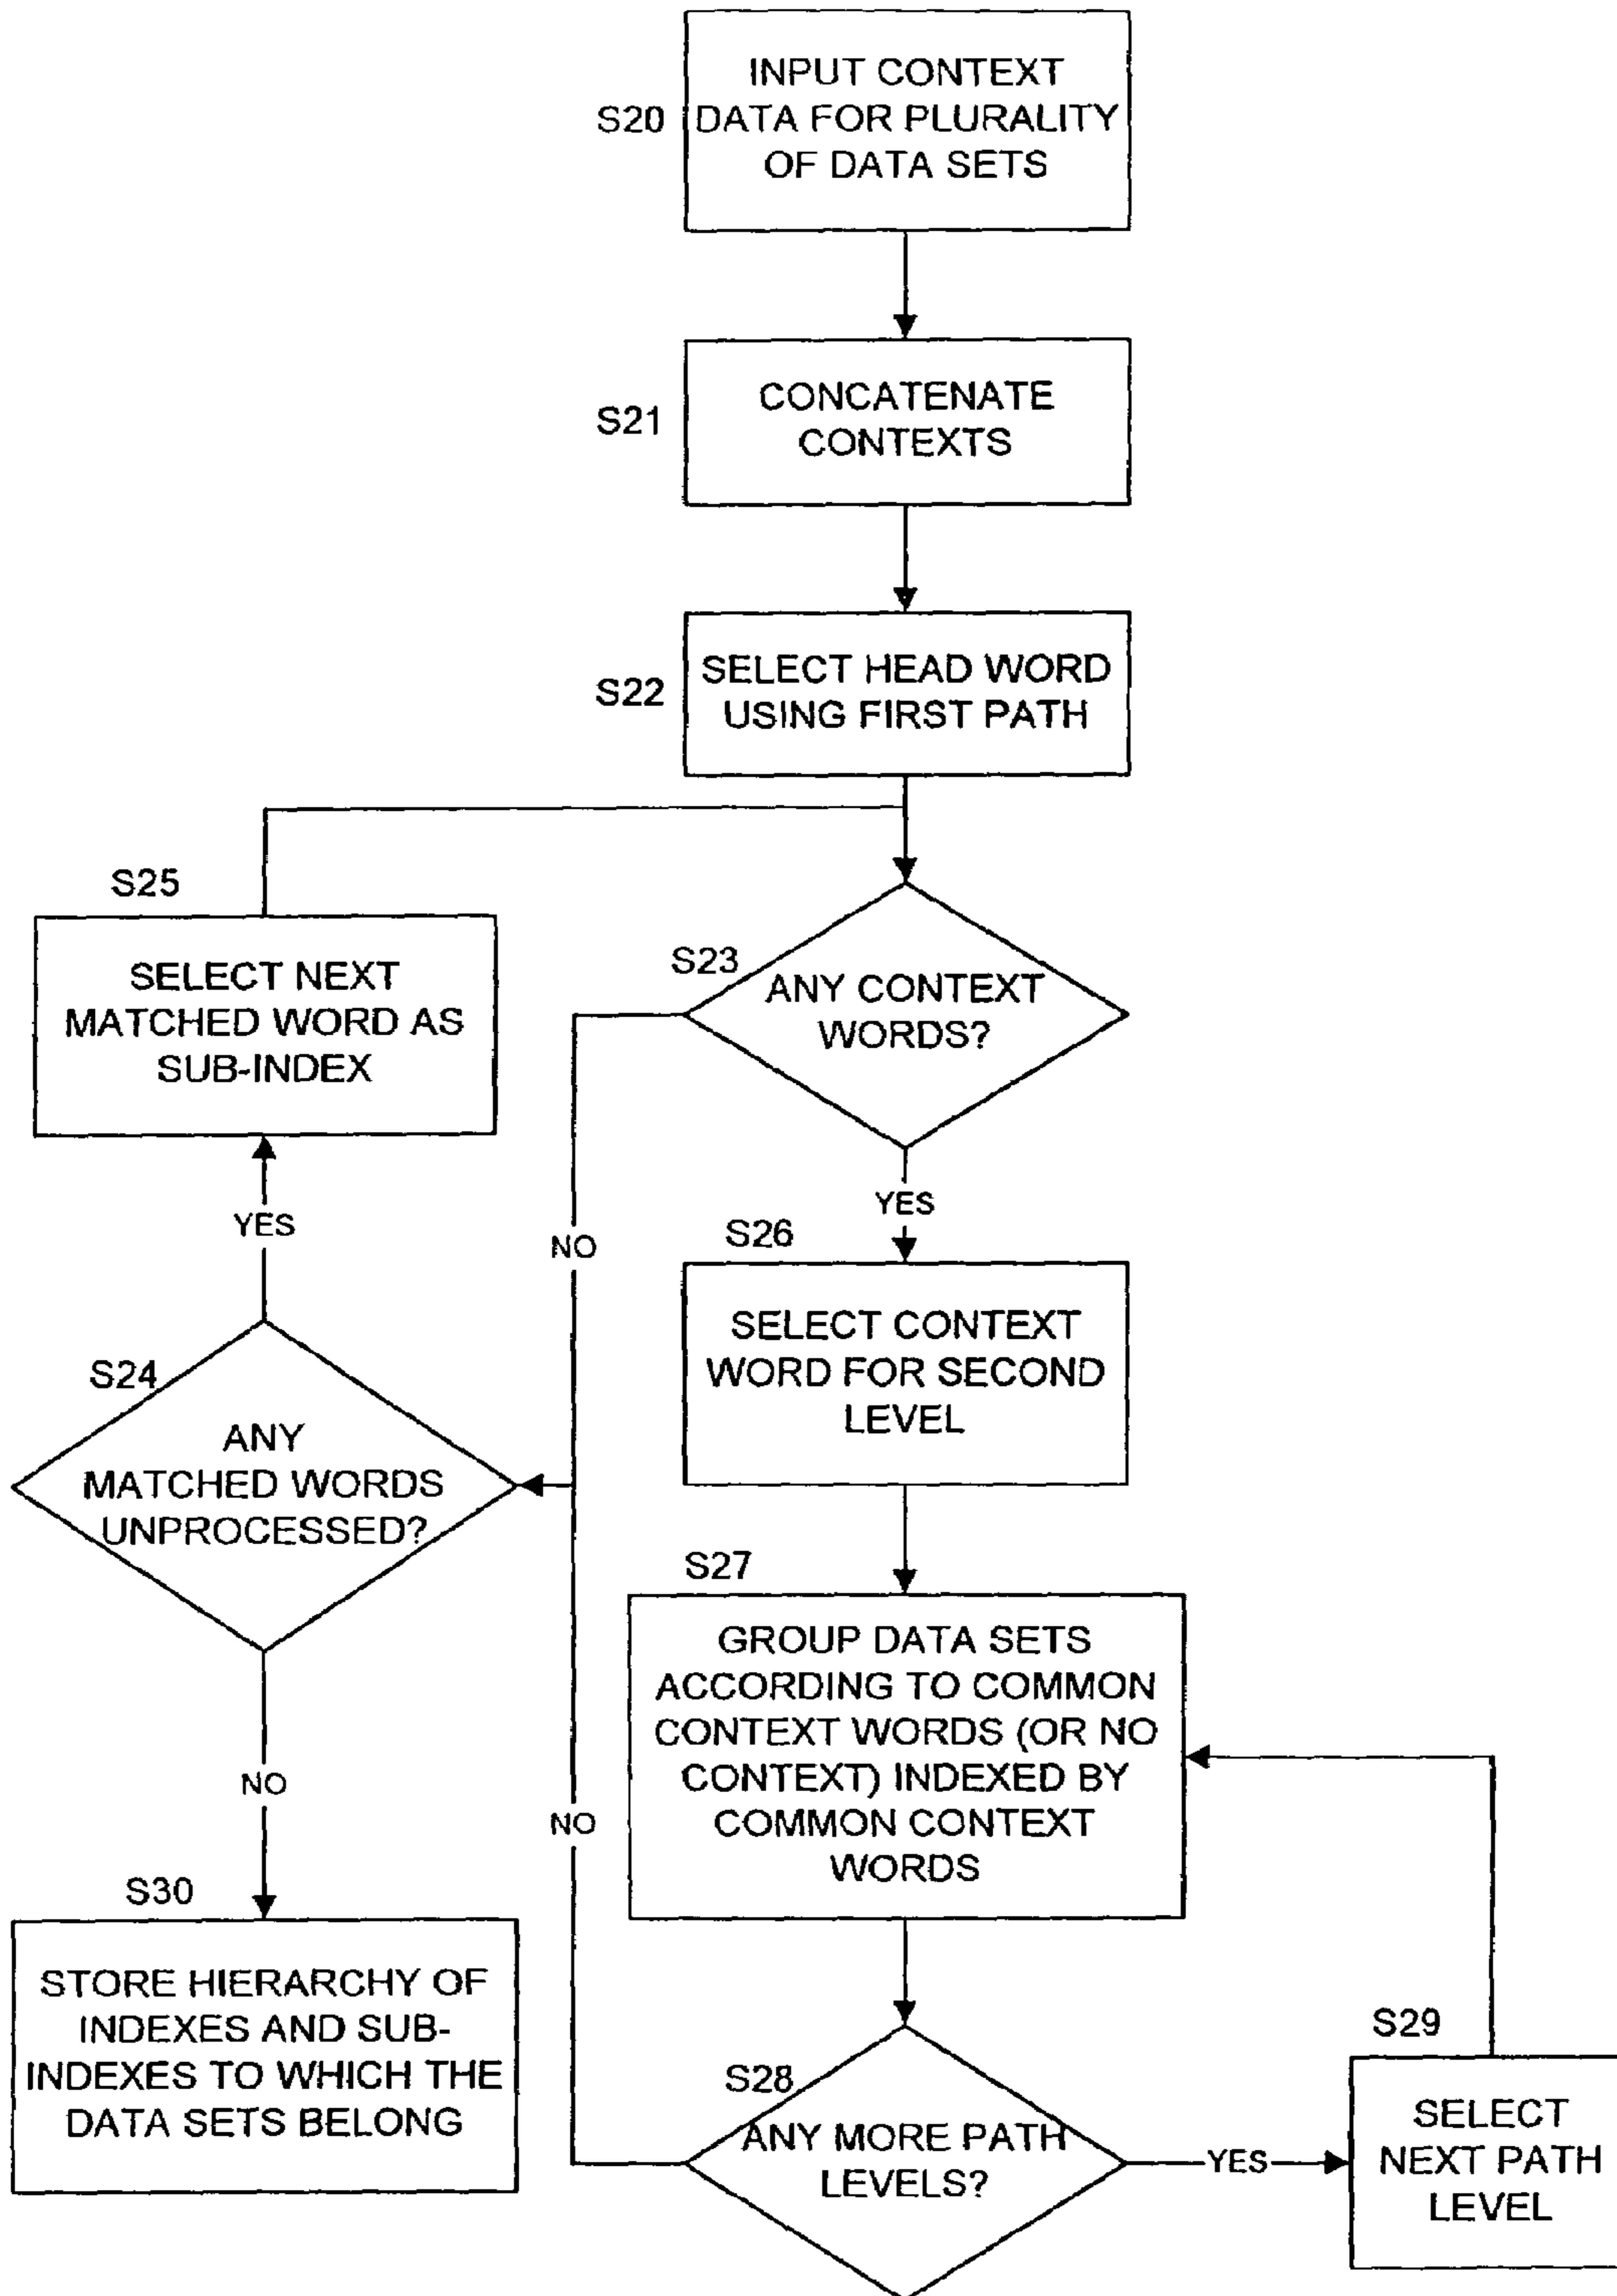 INPUT CONTEXT
S20
DATA FOR PLURALITY
OF DATA SETS
S21
CONCATENATE
CONTEXTS
S22
SELECT HEAD WORD
USING FIRST PATH
S25
SELECT NEXT
MATCHED WORD AS
SUB-INDEX
S23
ANY CONTEXT
WORDS?
YES
NO
YES
S26
SELECT CONTEXT
WORD FOR SECOND
LEVEL
S24
ANY
MATCHED WORDS
UNPROCESSED?
S27
GROUP DATA SETS
ACCORDING TO COMMON
CONTEXT WORDS (OR NO
CONTEXT) INDEXED BY
COMMON CONTEXT
WORDS
NO
NO
S30
STORE HIERARCHY OF
INDEXES AND SUB-
INDEXES TO WHICH THE
DATA SETS BELONG
S28
ANY MORE PATH
LEVELS?
YES
S29
SELECT
NEXT PATH
LEVEL